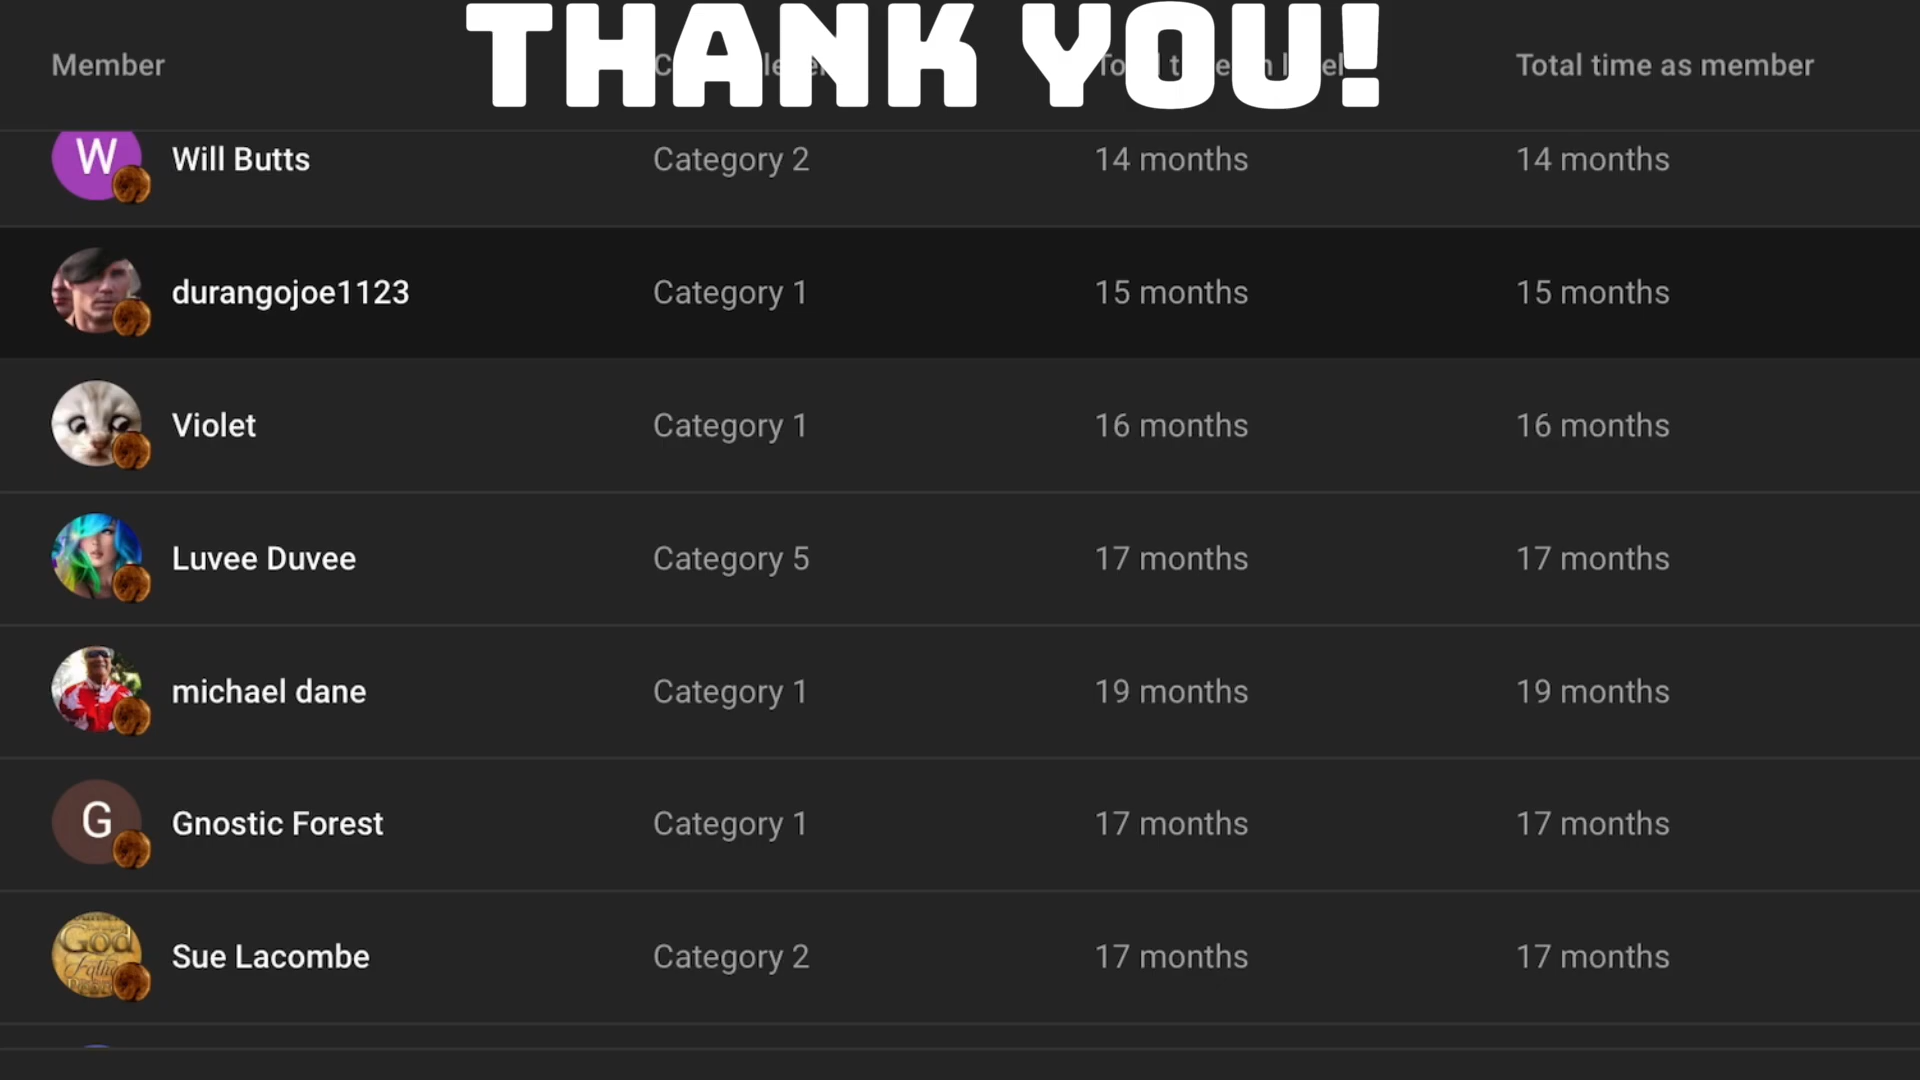 THANK YOU!
Member Total time as member
W Will Butts Category 2 14 months 14 months
durangojoe1123 Category 1 15 months 15 months
Violet Category 1 16 months 16 months
Luvee Duvee Category 5 17 months 17 months
michael dane Category 1 19 months 19 months
G Gnostic Forest Category 1 17 months 17 months
God
Sue Lacombe Category 2 17 months 17 months